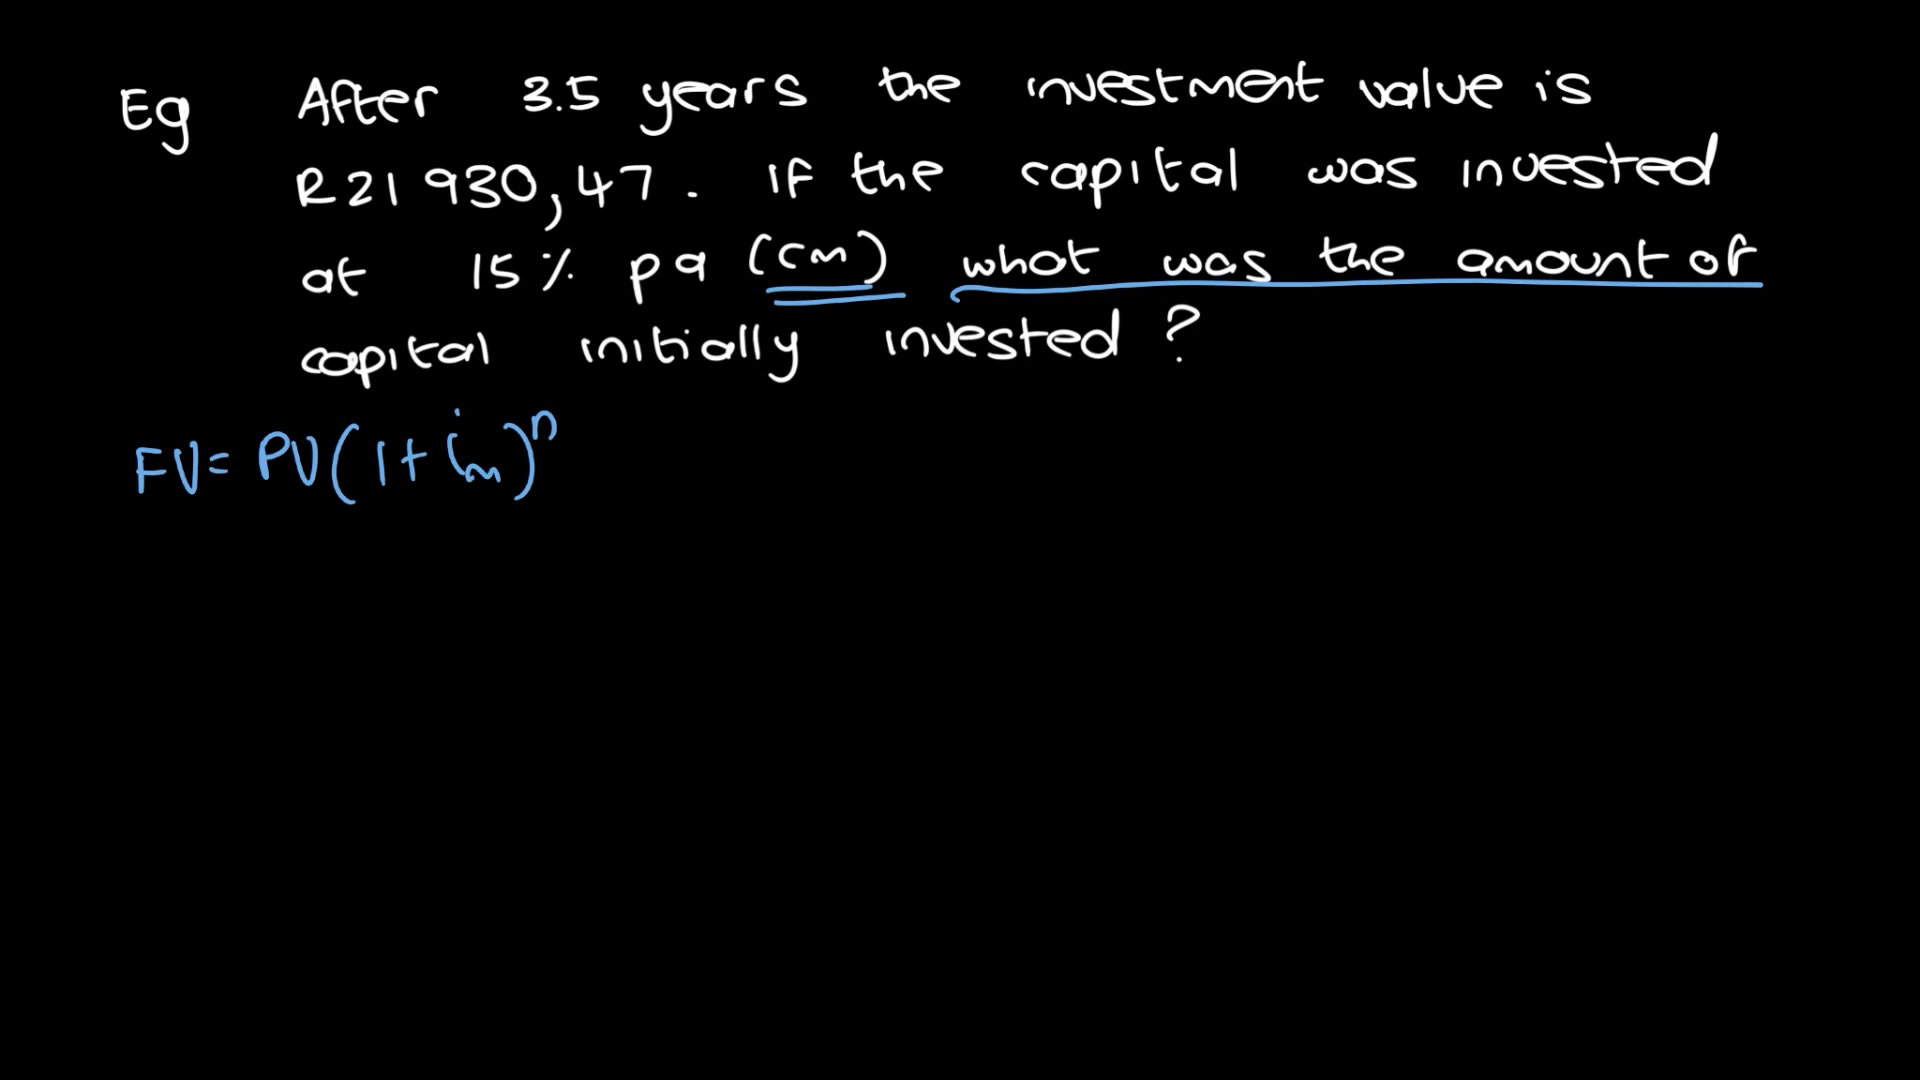 Eg After 3.5 years the investment value is
R21 930,47. If the capital was invested
at 15% pa (cm) what was the amount of
capital initially invested?
FV= PV(1+im)^n